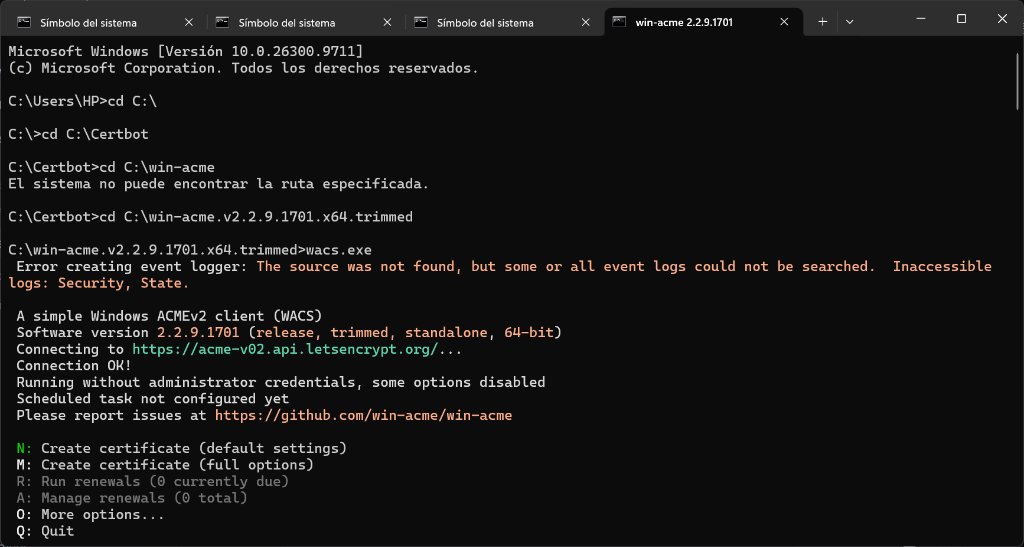 Símbolo del sistema
Símbolo del sistema
Símbolo del sistema
win-acme 2.2.9.1701
Microsoft Windows [Versión 10.0.26300.9711]
(c) Microsoft Corporation. Todos los derechos reservados.
C:\Users\HP>cd C:\
C:\>cd C:\Certbot
C:\Certbot>cd C:\win-acme
El sistema no puede encontrar la ruta especificada.
C:\Certbot>cd C:\win-acme.v2.2.9.1701.x64.trimmed
C:\win-acme.v2.2.9.1701.x64.trimmed>wacs.exe
Error creating event logger: The source was not found, but some or all event logs could not be searched.  Inaccessible
logs: Security, State.
A simple Windows ACMEv2 client (WACS)
Software version 2.2.9.1701 (release, trimmed, standalone, 64-bit)
Connecting to https://acme-v02.api.letsencrypt.org/...
Connection OK!
Running without administrator credentials, some options disabled
Scheduled task not configured yet
Please report issues at https://github.com/win-acme/win-acme
N: Create certificate (default settings)
M: Create certificate (full options)
R: Run renewals (0 currently due)
A: Manage renewals (0 total)
O: More options...
Q: Quit